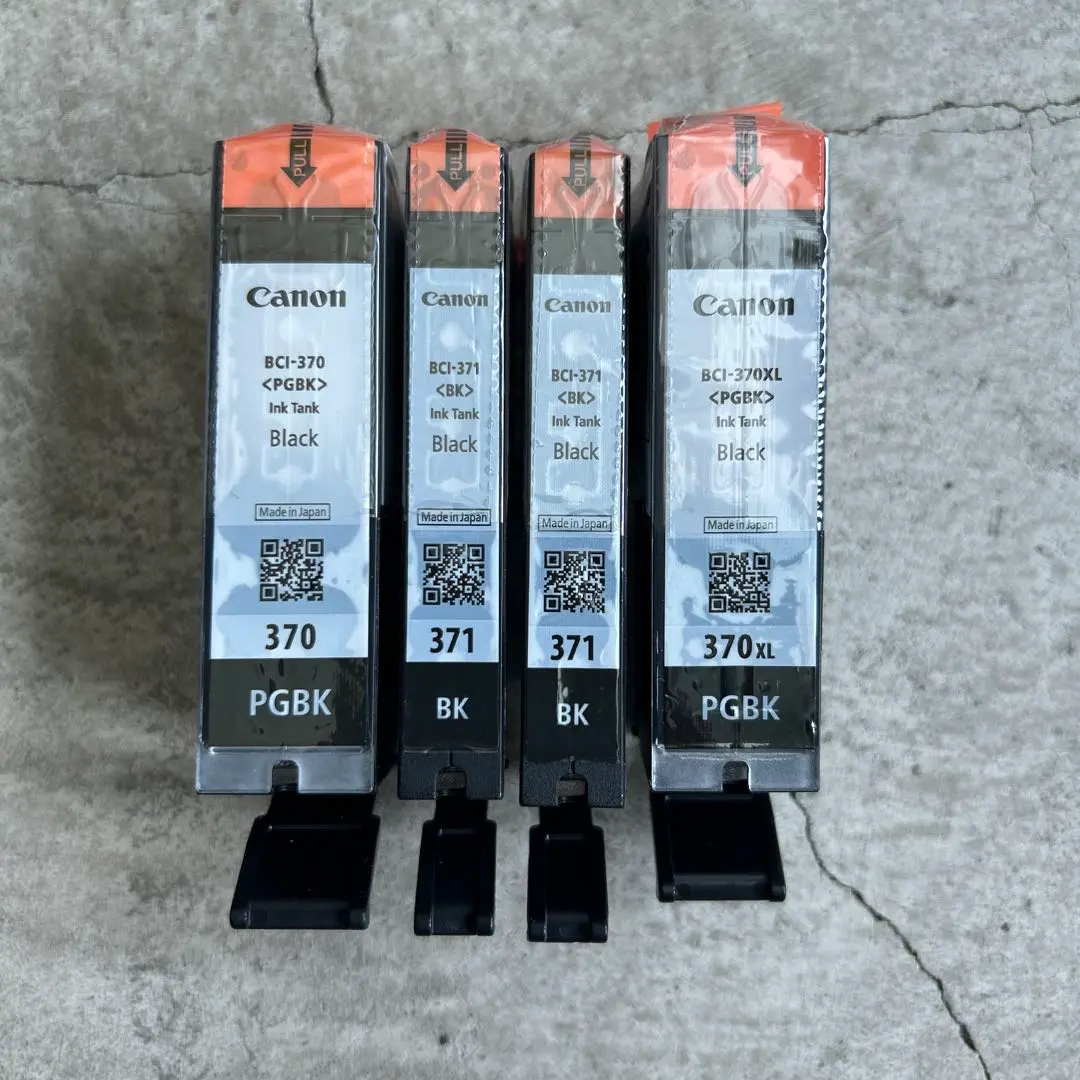 PULL
Canon
BCI-370
<PGBK>
Ink Tank
Black
Made in Japan
370
PGBK
PULL
Canon
BCI-371
<BK>
Ink Tank
Black
Made in Japan
371
BK
PULL
Canon
BCI-371
<BK>
Ink Tank
Black
Made in Japan
371
BK
PULL
Canon
BCI-370XL
<PGBK>
Ink Tank
Black
Made in Japan
370XL
PGBK